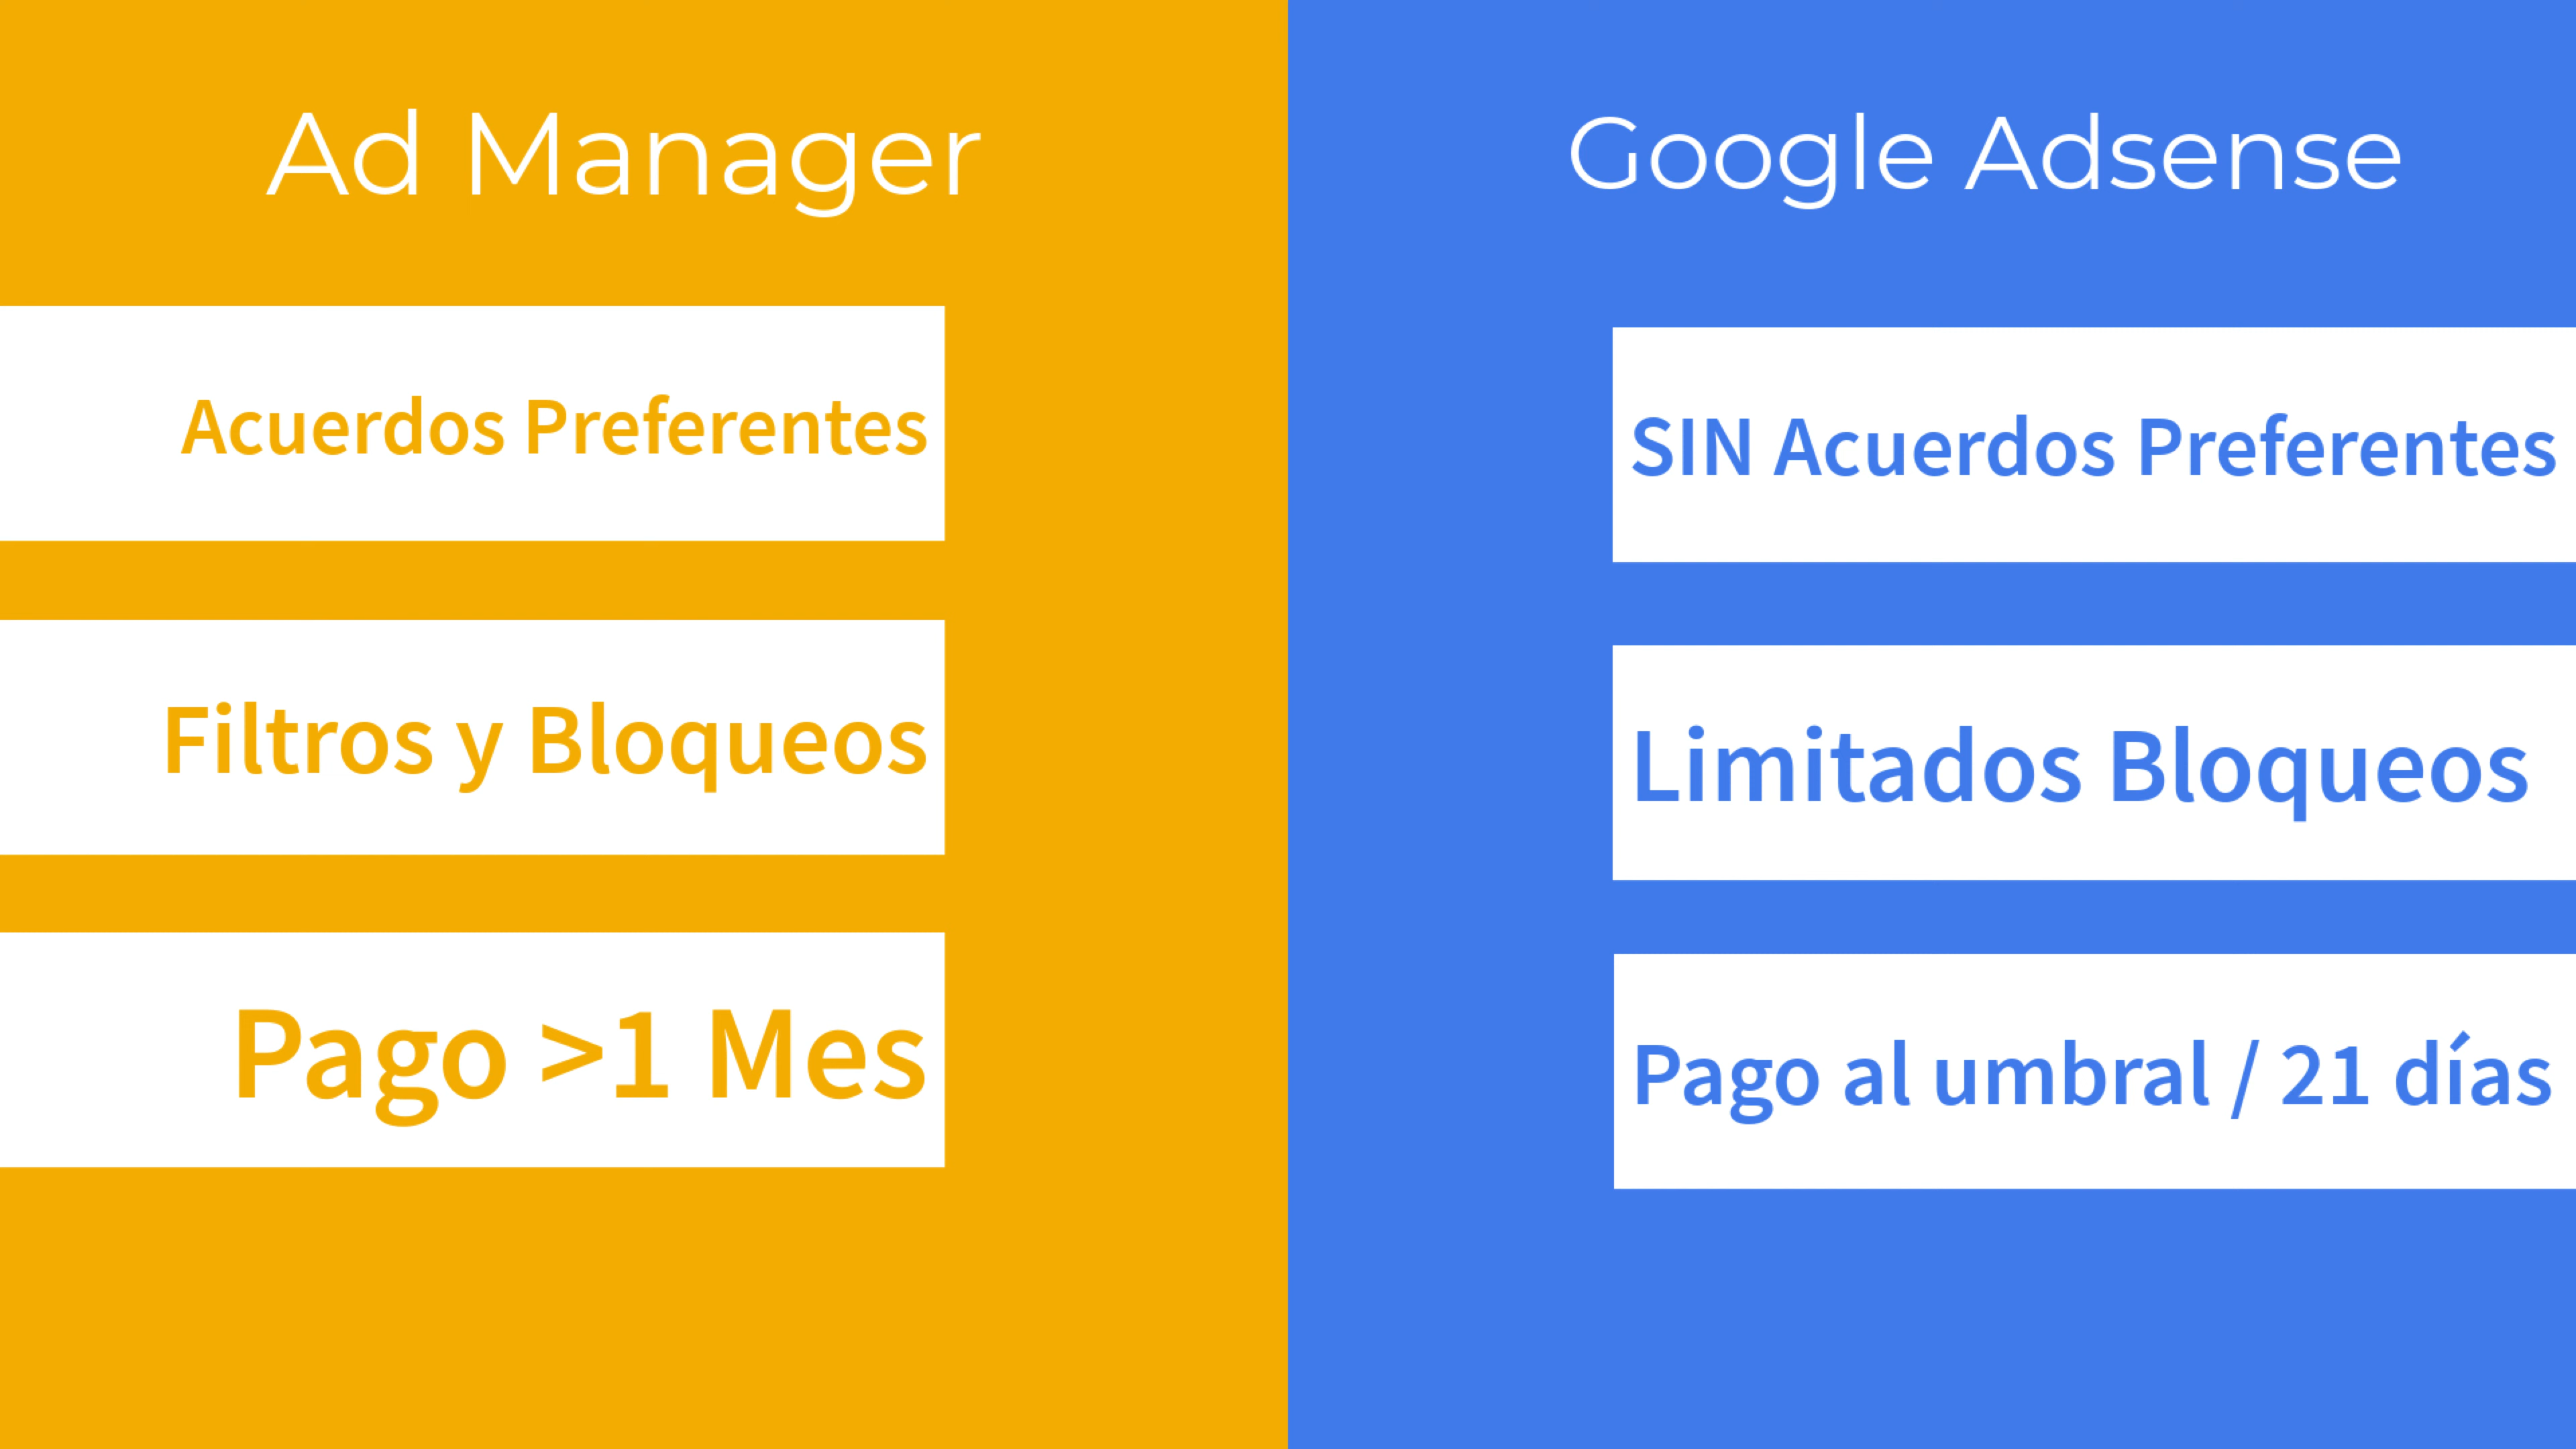 Ad Manager
Acuerdos Preferentes
Filtros y Bloqueos
Pago >1 Mes
Google Adsense
SIN Acuerdos Preferentes
Limitados Bloqueos
Pago al umbral / 21 días